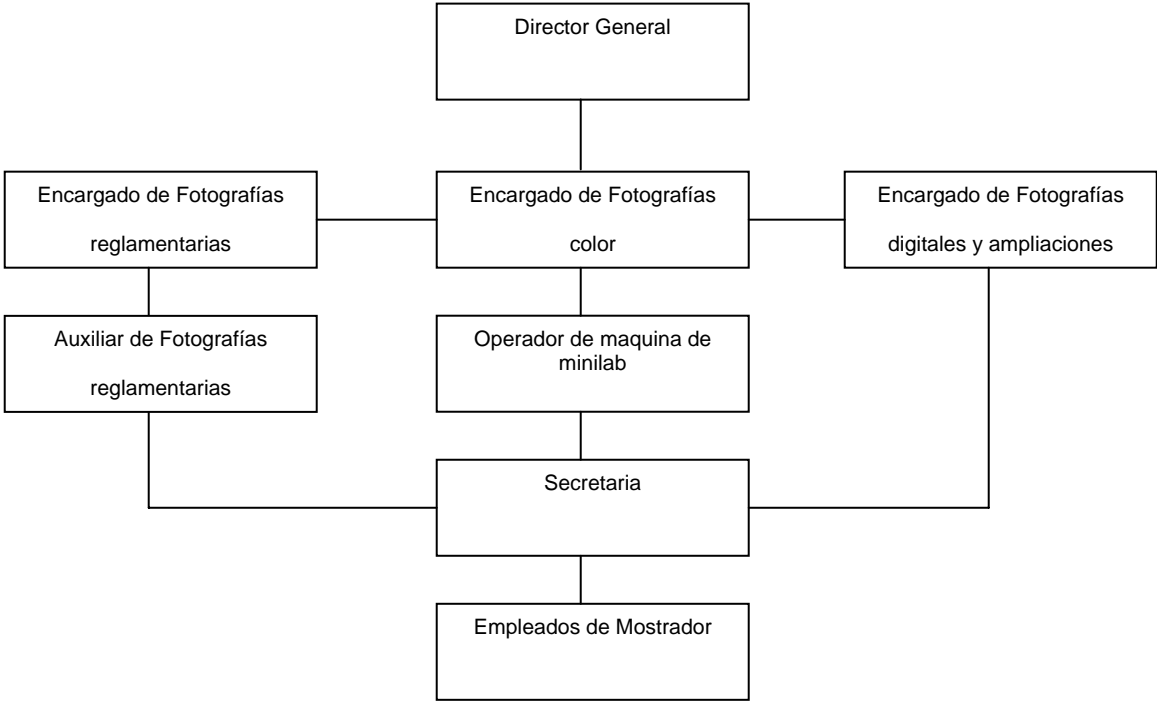 Director General
Encargado de Fotografías
reglamentarias
Encargado de Fotografías
color
Encargado de Fotografías
digitales y ampliaciones
Auxiliar de Fotografías
reglamentarias
Operador de maquina de
minilab
Secretaria
Empleados de Mostrador